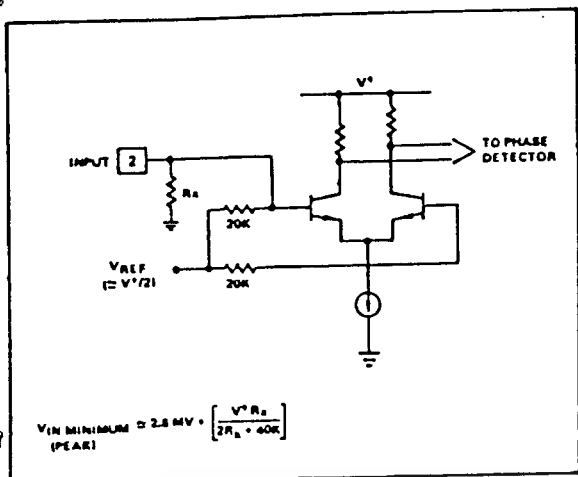 V⁺
INPUT 2
TO PHASE
DETECTOR
Rₐ
20K
VREF
(≃ V⁺/2)
20K
VIN MINIMUM ≃ 2.8 MV + [V⁺ Rₐ / 2Rₐ + 40K]
(PEAK)